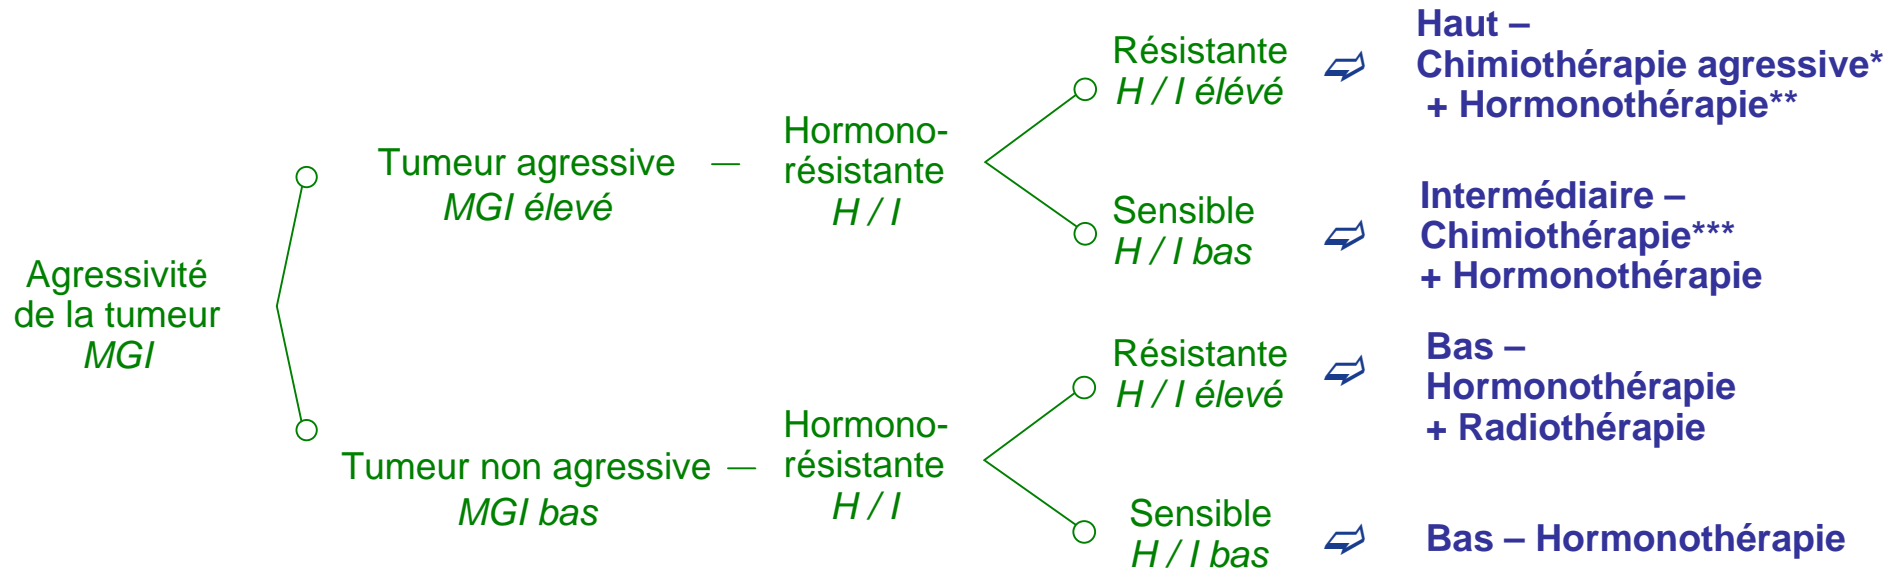 Agressivité
de la tumeur
MGI
Tumeur agressive —
MGI élevé
Hormono-
résistante
H / I
Résistante
H / I élévé
Haut –
Chimiothérapie agressive*
+ Hormonothérapie**
Sensible
H / I bas
Intermédiaire –
Chimiothérapie***
+ Hormonothérapie
Tumeur non agressive —
MGI bas
Hormono-
résistante
H / I
Résistante
H / I élevé
Bas –
Hormonothérapie
+ Radiothérapie
Sensible
H / I bas
Bas – Hormonothérapie